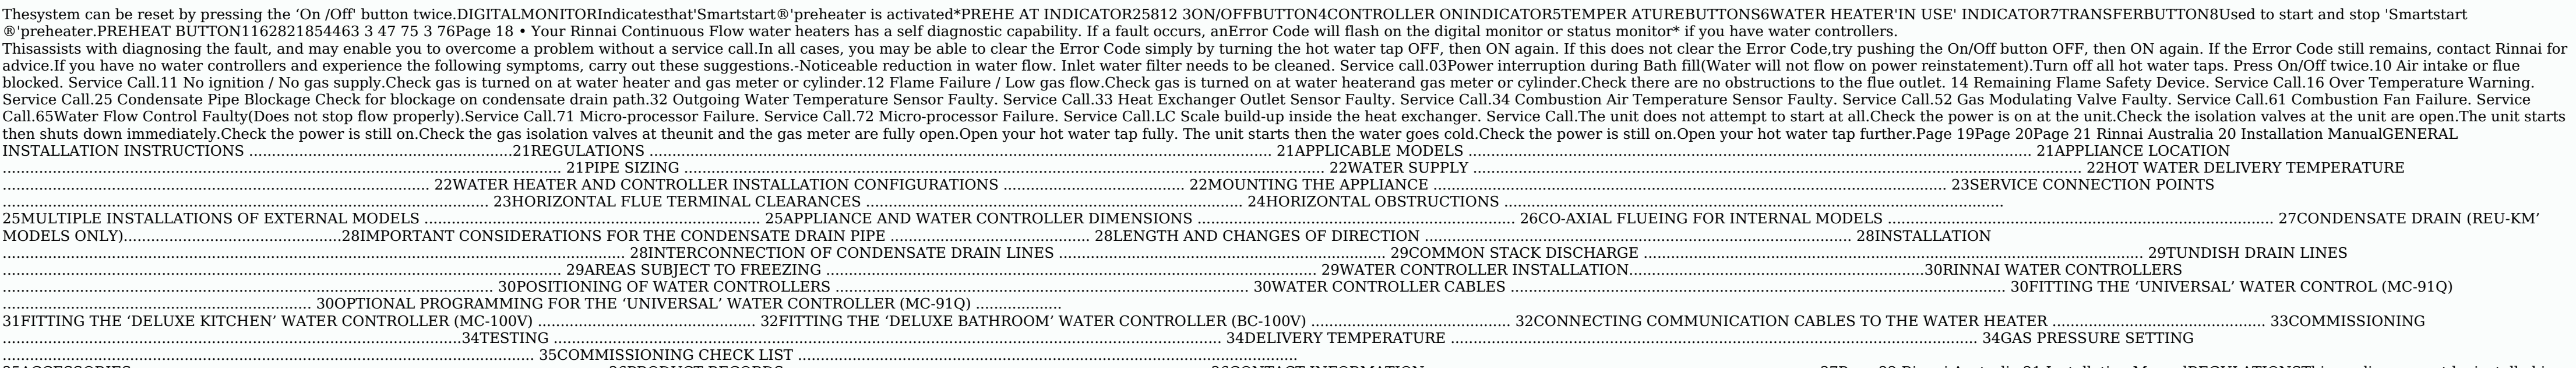 Thesystem can be reset by pressing the ‘On /Off' button twice.DIGITALMONITORIndicatesthat'Smartstart®'preheater is activated*PREHE AT INDICATOR25812 3ON/OFFBUTTON4CONTROLLER ONINDICATOR5TEMPER ATUREBUTTONS6WATER HEATER'IN USE' INDICATOR7TRANSFERBUTTON8Used to start and stop 'Smartstart
®'preheater.PREHEAT BUTTON1162821854463 3 47 75 3 76Page 18 • Your Rinnai Continuous Flow water heaters has a self diagnostic capability. If a fault occurs, anError Code will flash on the digital monitor or status monitor* if you have water controllers.
Thisassists with diagnosing the fault, and may enable you to overcome a problem without a service call.In all cases, you may be able to clear the Error Code simply by turning the hot water tap OFF, then ON again. If this does not clear the Error Code,try pushing the On/Off button OFF, then ON again. If the Error Code still remains, contact Rinnai for
advice.If you have no water controllers and experience the following symptoms, carry out these suggestions.-Noticeable reduction in water flow. Inlet water filter needs to be cleaned. Service call.03Power interruption during Bath fill(Water will not flow on power reinstatement).Turn off all hot water taps. Press On/Off twice.10 Air intake or flue
blocked. Service Call.11 No ignition / No gas supply.Check gas is turned on at water heater and gas meter or cylinder.12 Flame Failure / Low gas flow.Check gas is turned on at water heaterand gas meter or cylinder.Check there are no obstructions to the flue outlet. 14 Remaining Flame Safety Device. Service Call.16 Over Temperature Warning.
Service Call.25 Condensate Pipe Blockage Check for blockage on condensate drain path.32 Outgoing Water Temperature Sensor Faulty. Service Call.33 Heat Exchanger Outlet Sensor Faulty. Service Call.34 Combustion Air Temperature Sensor Faulty. Service Call.52 Gas Modulating Valve Faulty. Service Call.61 Combustion Fan Failure. Service
Call.65Water Flow Control Faulty(Does not stop flow properly).Service Call.71 Micro-processor Failure. Service Call.72 Micro-processor Failure. Service Call.LC Scale build-up inside the heat exchanger. Service Call.The unit does not attempt to start at all.Check the power is on at the unit.Check the isolation valves at the unit are open.The unit starts
then shuts down immediately.Check the power is still on.Check the gas isolation valves at theunit and the gas meter are fully open.Open your hot water tap fully. The unit starts then the water goes cold.Check the power is still on.Open your hot water tap further.Page 19Page 20Page 21 Rinnai Australia 20 Installation ManualGENERAL
INSTALLATION INSTRUCTIONS ..............................................................21REGULATIONS .................................................................................................................................................. 21APPLICABLE MODELS ..................................................................................................................................... 21APPLIANCE LOCATION
..................................................................................................................................... 21PIPE SIZING ...................................................................................................................................................... 22WATER SUPPLY ................................................................................................................................................ 22HOT WATER DELIVERY TEMPERATURE
.................................................................................................... 22WATER HEATER AND CONTROLLER INSTALLATION CONFIGURATIONS .............................................. 22MOUNTING THE APPLIANCE ......................................................................................................................... 23SERVICE CONNECTION POINTS
................................................................................................................... 23HORIZONTAL FLUE TERMINAL CLEARANCES .......................................................................................... 24HORIZONTAL OBSTRUCTIONS .....................................................................................................................
25MULTIPLE INSTALLATIONS OF EXTERNAL MODELS ............................................................................... 25APPLIANCE AND WATER CONTROLLER DIMENSIONS ........................................................................... 26CO-AXIAL FLUEING FOR INTERNAL MODELS ............................................................................................ 27CONDENSATE DRAIN (REU-KM’
MODELS ONLY)...................................................28IMPORTANT CONSIDERATIONS FOR THE CONDENSATE DRAIN PIPE ................................................ 28LENGTH AND CHANGES OF DIRECTION .................................................................................................... 28INSTALLATION
.................................................................................................................................................. 28INTERCONNECTION OF CONDENSATE DRAIN LINES .............................................................................. 29COMMON STACK DISCHARGE ..................................................................................................................... 29TUNDISH DRAIN LINES
................................................................................................................................... 29AREAS SUBJECT TO FREEZING .................................................................................................................... 29WATER CONTROLLER INSTALLATION.....................................................................30RINNAI WATER CONTROLLERS
.................................................................................................................... 30POSITIONING OF WATER CONTROLLERS .................................................................................................. 30WATER CONTROLLER CABLES .................................................................................................................... 30FITTING THE ‘UNIVERSAL’ WATER CONTROL (MC-91Q)
........................................................................ 30OPTIONAL PROGRAMMING FOR THE ‘UNIVERSAL’ WATER CONTROLLER (MC-91Q) ....................
31FITTING THE ‘DELUXE KITCHEN’ WATER CONTROLLER (MC-100V) ................................................... 32FITTING THE ‘DELUXE BATHROOM’ WATER CONTROLLER (BC-100V) ............................................... 32CONNECTING COMMUNICATION CABLES TO THE WATER HEATER .................................................. 33COMMISSIONING
...........................................................................................................34TESTING ............................................................................................................................................................. 34DELIVERY TEMPERATURE ........................................................................................................................... 34GAS PRESSURE SETTING
............................................................................................................................. 35COMMISSIONING CHECK LIST .....................................................................................................................